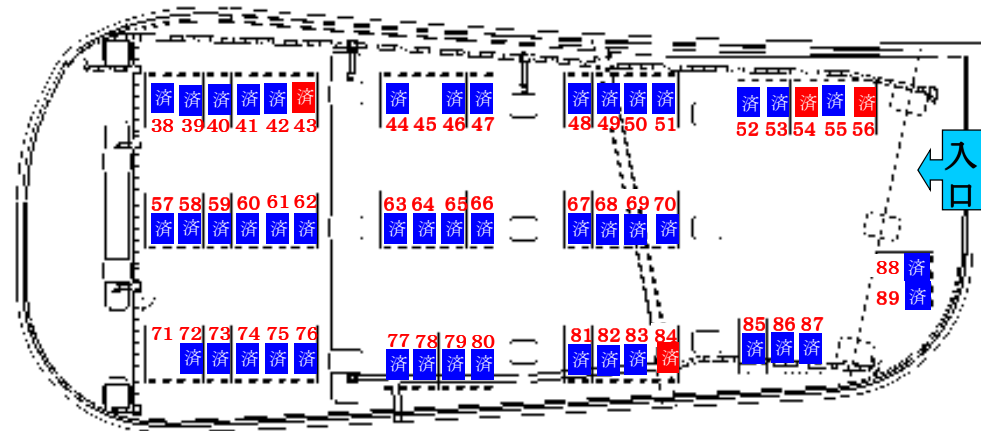 済 済 済 済 済 済 済 済 済 済 済 済 済 済 済 済 済 済
38 39 40 41 42 43 44 45 46 47 48 49 50 51 52 53 54 55 56
入口
57 58 59 60 61 62 63 64 65 66 67 68 69 70
済 済 済 済 済 済 済 済 済 済 済 済 済 済
88 済
89 済
71 72 73 74 75 76 77 78 79 80 81 82 83 84 85 86 87
済 済 済 済 済 済 済 済 済 済 済 済 済 済 済 済